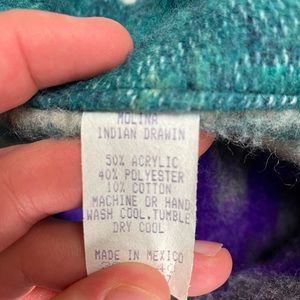 MOLINA
INDIAN DRAWIN
50% ACRYLIC
40% POLYESTER
10% COTTON
MACHINE OR HAND
WASH COOL.TUMBLE
DRY COOL
MADE IN MEXICO